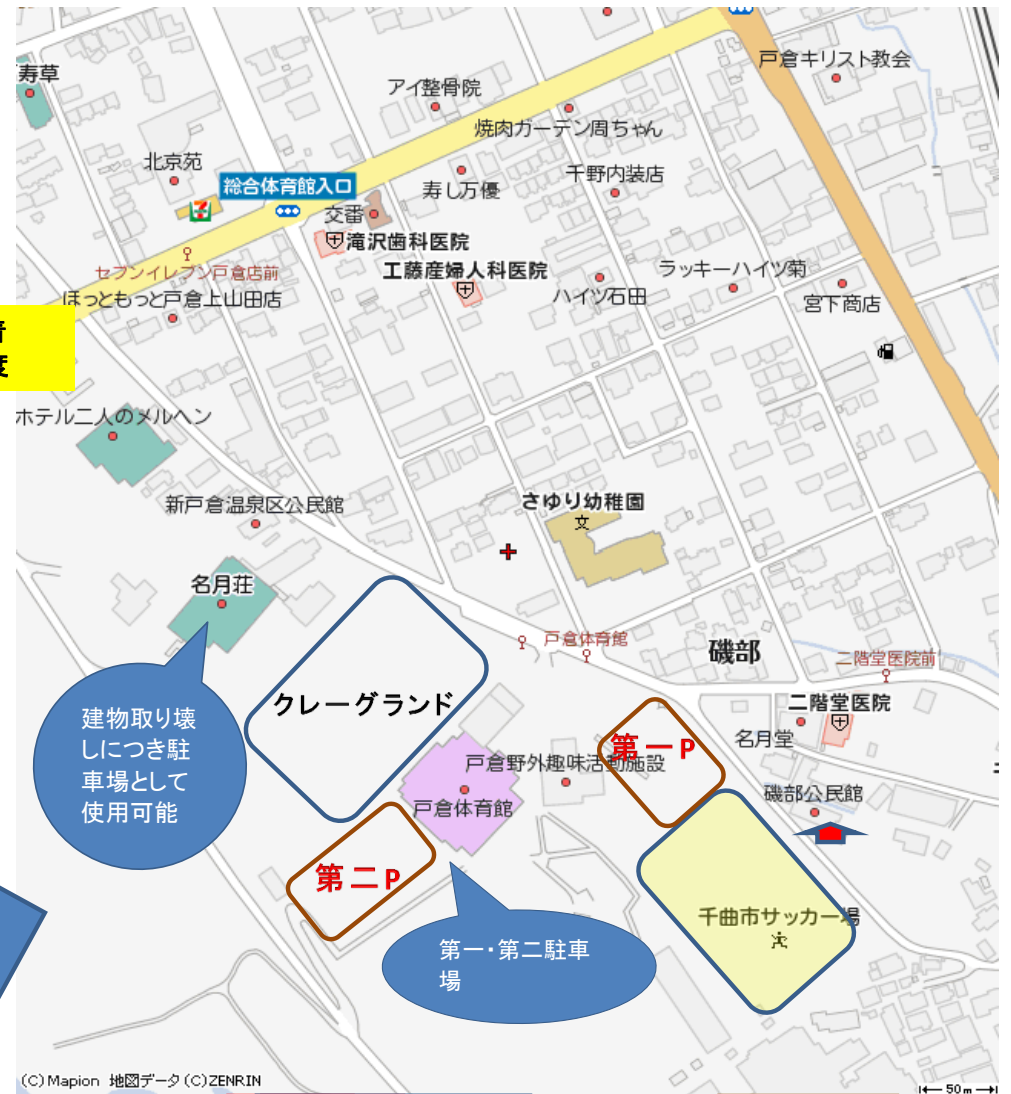 戸倉キリスト教会
寿草
アイ整骨院
焼肉ガーデン周ちゃん
北京苑
千野内装店
総合体育館入口
寿し万優
交番
滝沢歯科医院
セブンイレブン戸倉店前
工藤産婦人科医院
ラッキーハイツ菊
ほっともっと戸倉上山田店
ハイツ石田
宮下商店
ホテル二人のメルヘン
新戸倉温泉区公民館
さゆり幼稚園
文
名月荘
戸倉体育館
磯部
二階堂医院前
クレーグランド
二階堂医院
建物取り壊
しにつき駐
車場として
使用可能
第一P
名月堂
戸倉野外趣味活動施設
磯部公民館
戸倉体育館
第二P
千曲市サッカー場
第一・第二駐車
場
(C)Mapion 地図データ(C)ZENRIN
50m